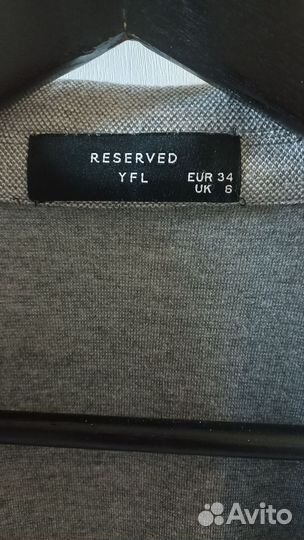 RESERVED
YFL EUR 34
UK 6
Avito